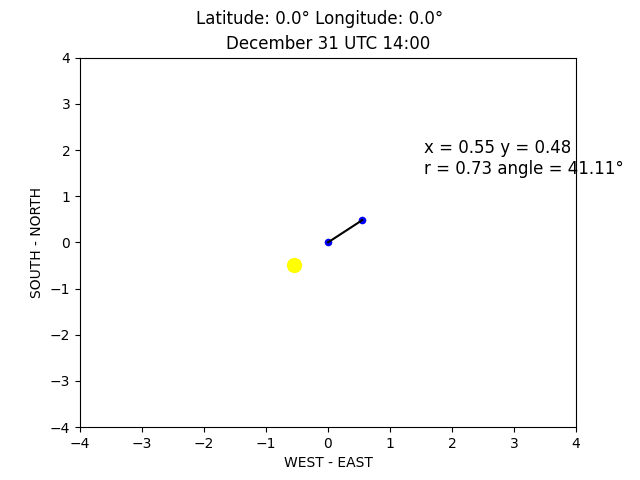 Latitude: 0.0° Longitude: 0.0°
December 31 UTC 14:00
4
3
2
1
0
−1
−2
−3
−4
x = 0.55 y = 0.48
r = 0.73 angle = 41.11°
SOUTH - NORTH
−4 −3 −2 −1 0 1 2 3 4
WEST - EAST